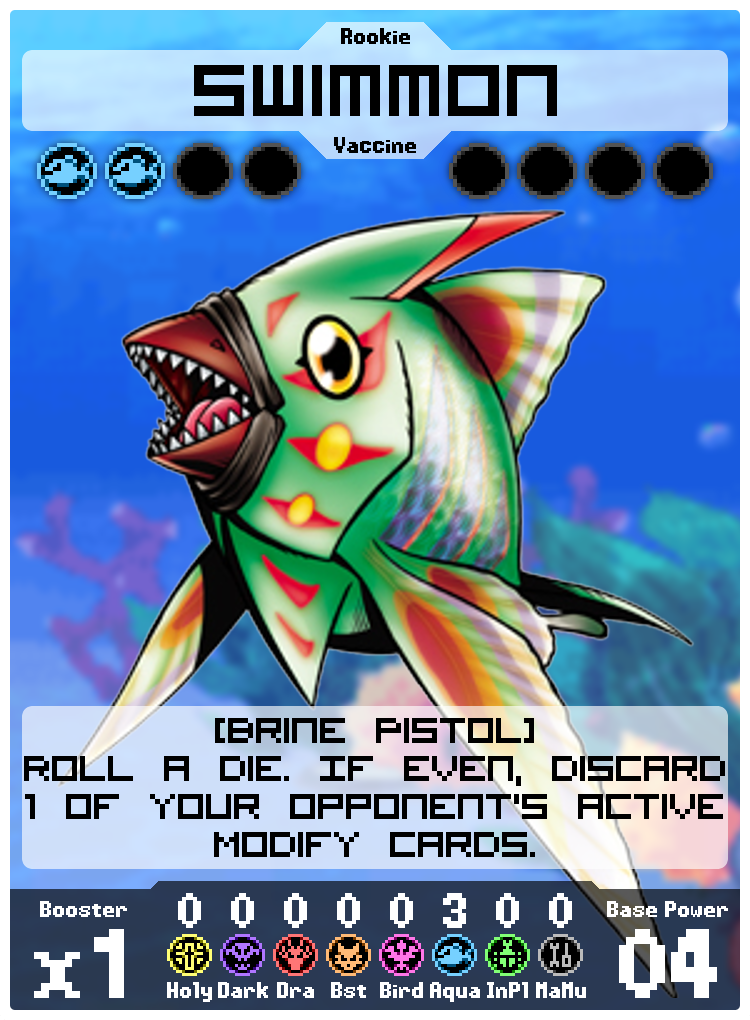 Rookie
SWIMMON
Vaccine
[BRINE PISTOL]
ROLL A DIE. IF EVEN, DISCARD
1 OF YOUR OPPONENT'S ACTIVE
MODIFY CARDS.
Booster 0 0 0 0 0 3 0 0 Base Power
x1 Holy Dark Dra Bst Bird Aqua InPl MaMu 04